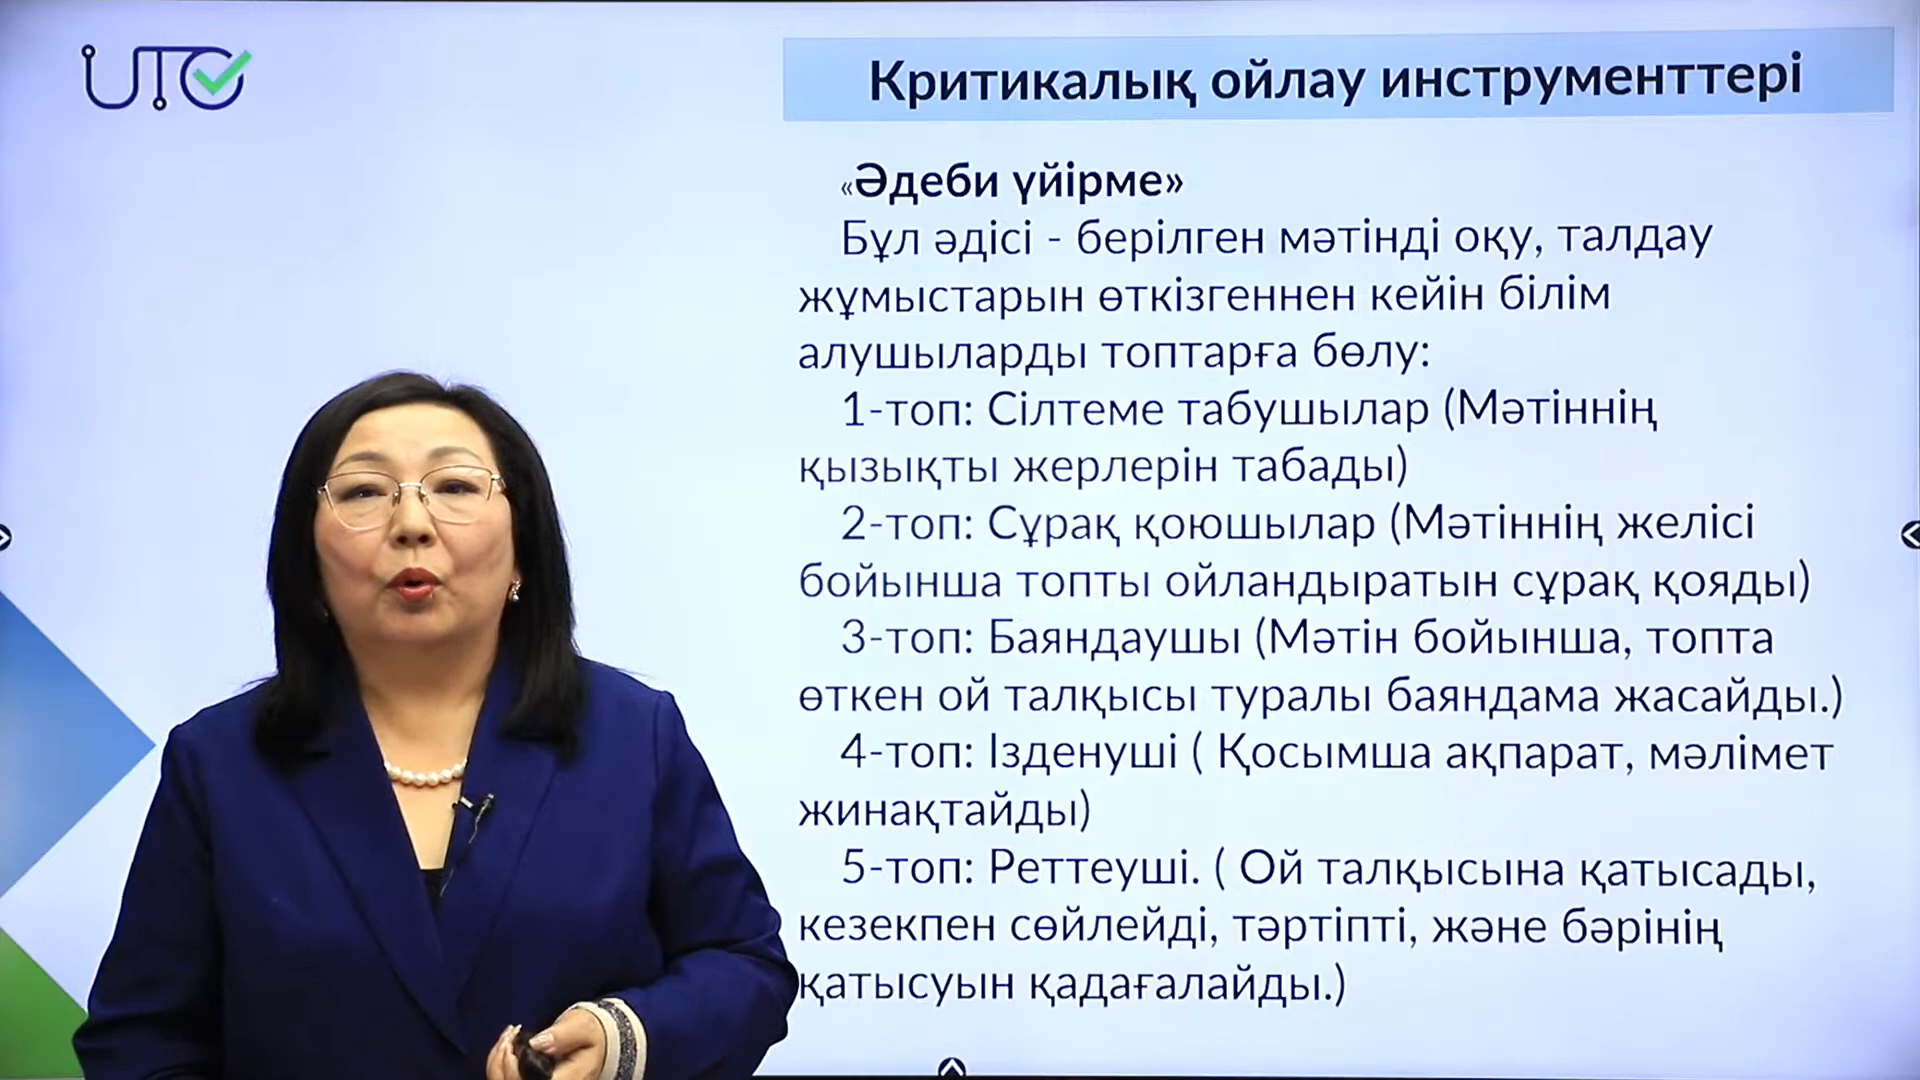 UTO
Критикалық ойлау инструменттері
«Әдеби үйірме»
Бұл әдісі - берілген мәтінді оқу, талдау
жұмыстарын өткізгеннен кейін білім
алушыларды топтарға бөлу:
1-топ: Сілтеме табушылар (Мәтіннің
қызықты жерлерін табады)
2-топ: Сұрақ қоюшылар (Мәтіннің желісі
бойынша топты ойландыратын сұрақ қояды)
3-топ: Баяндаушы (Мәтін бойынша, топта
өткен ой талқысы туралы баяндама жасайды.)
4-топ: Ізденуші ( Қосымша ақпарат, мәлімет
жинақтайды)
5-топ: Реттеуші. ( Ой талқысына қатысады,
кезекпен сөйлейді, тәртіпті, және бәрінің
қатысуын қадағалайды.)